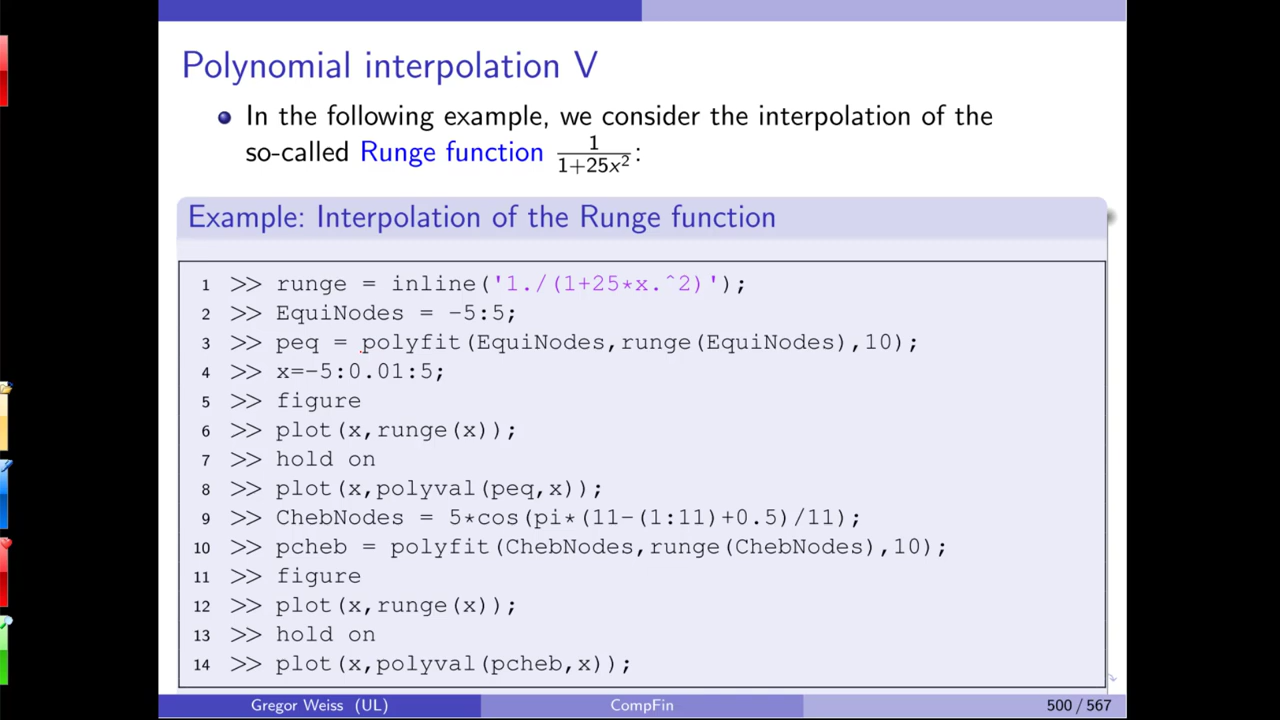 Polynomial interpolation V
In the following example, we consider the interpolation of the
so-called Runge function 1/(1+25x²):
Example: Interpolation of the Runge function
1 >> runge = inline('1./(1+25*x.^2)');
2 >> EquiNodes = -5:5;
3 >> peq = polyfit(EquiNodes,runge(EquiNodes),10);
4 >> x=-5:0.01:5;
5 >> figure
6 >> plot(x,runge(x));
7 >> hold on
8 >> plot(x,polyval(peq,x));
9 >> ChebNodes = 5*cos(pi*(11-(1:11)+0.5)/11);
10 >> pcheb = polyfit(ChebNodes,runge(ChebNodes),10);
11 >> figure
12 >> plot(x,runge(x));
13 >> hold on
14 >> plot(x,polyval(pcheb,x));
Gregor Weiss (UL) CompFin 500 / 567